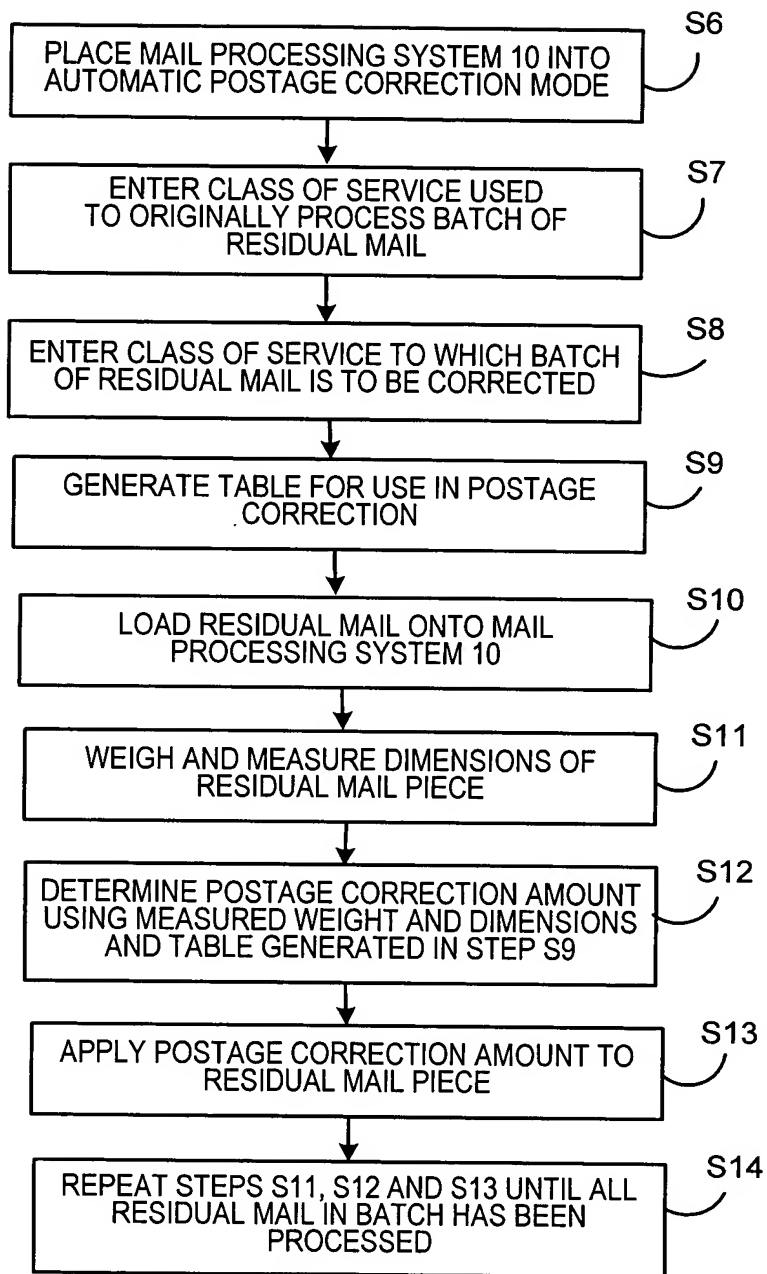 S6
PLACE MAIL PROCESSING SYSTEM 10 INTO
AUTOMATIC POSTAGE CORRECTION MODE
S7
ENTER CLASS OF SERVICE USED
TO ORIGINALLY PROCESS BATCH OF
RESIDUAL MAIL
S8
ENTER CLASS OF SERVICE TO WHICH BATCH
OF RESIDUAL MAIL IS TO BE CORRECTED
S9
GENERATE TABLE FOR USE IN POSTAGE
CORRECTION
S10
LOAD RESIDUAL MAIL ONTO MAIL
PROCESSING SYSTEM 10
S11
WEIGH AND MEASURE DIMENSIONS OF
RESIDUAL MAIL PIECE
S12
DETERMINE POSTAGE CORRECTION AMOUNT
USING MEASURED WEIGHT AND DIMENSIONS
AND TABLE GENERATED IN STEP S9
S13
APPLY POSTAGE CORRECTION AMOUNT TO
RESIDUAL MAIL PIECE
S14
REPEAT STEPS S11, S12 AND S13 UNTIL ALL
RESIDUAL MAIL IN BATCH HAS BEEN
PROCESSED